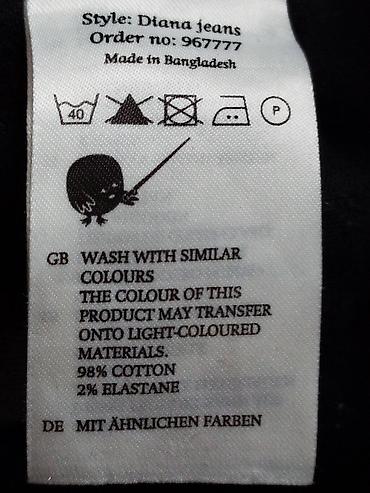 Style: Diana jeans
Order no: 967777
Made in Bangladesh
40 P
GB WASH WITH SIMILAR
COLOURS
THE COLOUR OF THIS
PRODUCT MAY TRANSFER
ONTO LIGHT-COLOURED
MATERIALS.
98% COTTON
2% ELASTANE
DE MIT ÄHNLICHEN FARBEN